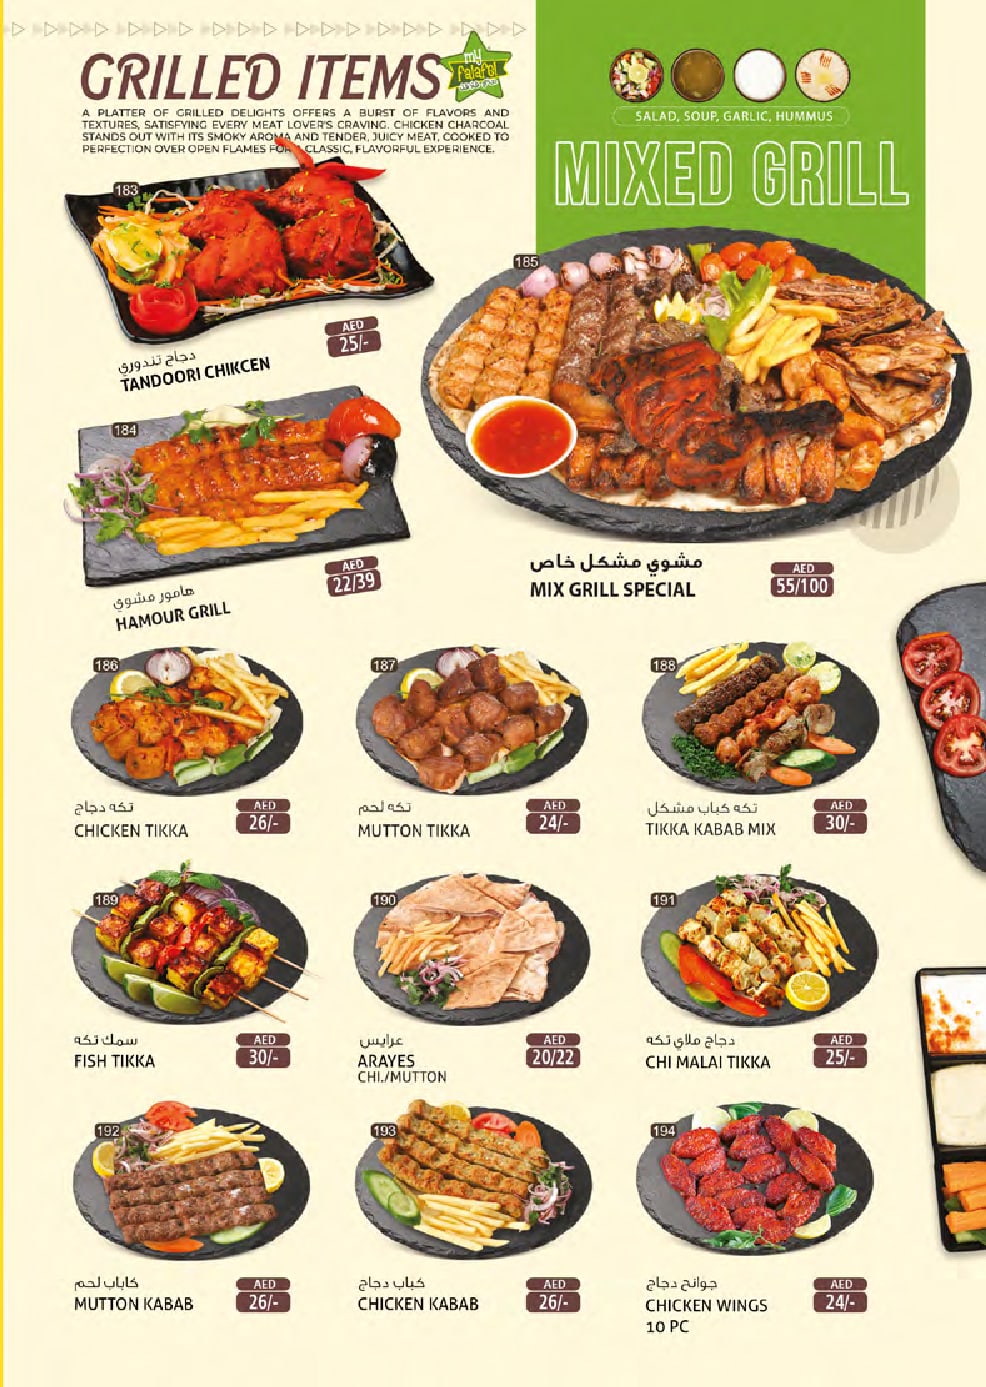 GRILLED ITEMS
my
falafel
A PLATTER OF GRILLED DELIGHTS OFFERS A BURST OF FLAVORS AND
TEXTURES, SATISFYING EVERY MEAT LOVER'S CRAVING. CHICKEN CHARCOAL
STANDS OUT WITH ITS SMOKY AROMA AND TENDER, JUICY MEAT, COOKED TO
PERFECTION OVER OPEN FLAMES FOR A CLASSIC, FLAVORFUL EXPERIENCE.
SALAD, SOUP, GARLIC, HUMMUS
MIXED GRILL
183
دجاج تندوري
TANDOORI CHIKCEN
AED
25/-
184
هامور مشوي
HAMOUR GRILL
AED
22/39
185
مشوي مشكل خاص
MIX GRILL SPECIAL
AED
55/100
186
تكه دجاج
CHICKEN TIKKA
AED
26/-
187
تكه لحم
MUTTON TIKKA
AED
24/-
188
تكه كباب مشكل
TIKKA KABAB MIX
AED
30/-
189
سمك تكه
FISH TIKKA
AED
30/-
190
عرايس
ARAYES
CHI./MUTTON
AED
20/22
191
دجاج ملاي تكه
CHI MALAI TIKKA
AED
25/-
192
كاباب لحم
MUTTON KABAB
AED
26/-
193
كباب دجاج
CHICKEN KABAB
AED
26/-
194
جوانح دجاج
CHICKEN WINGS
10 PC
AED
24/-